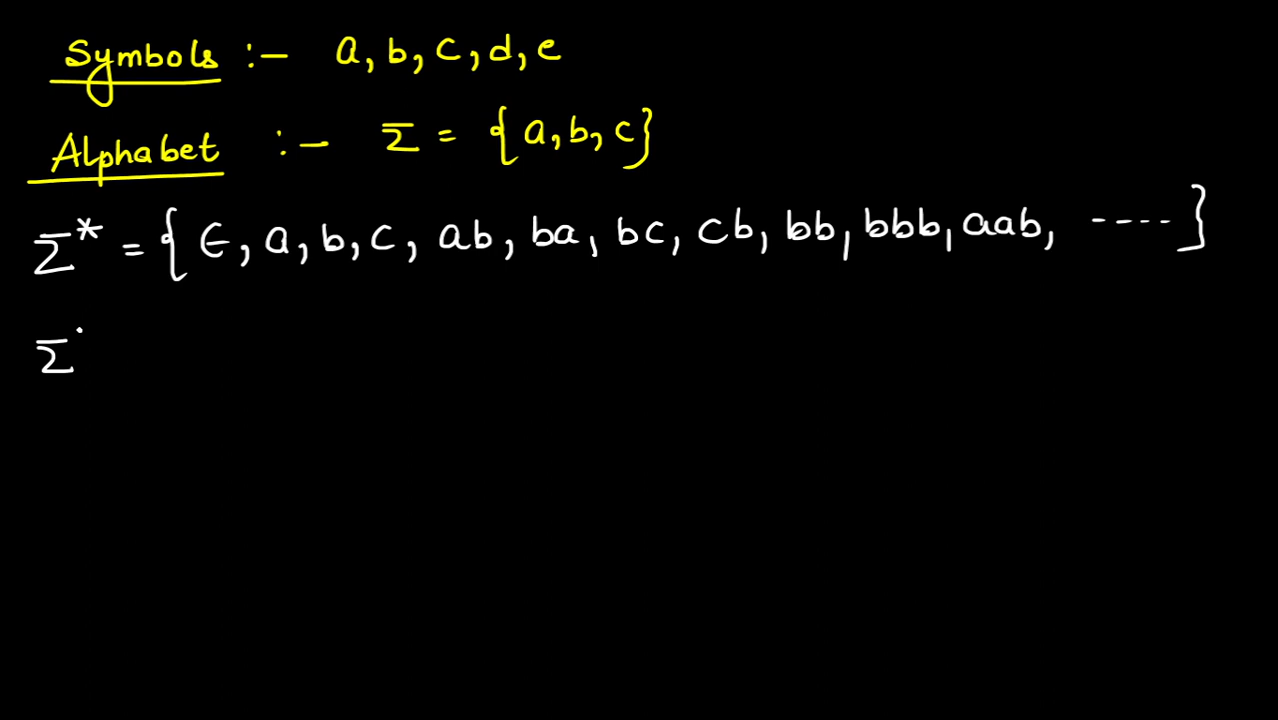 Symbols :- a, b, c, d, e
Alphabet :- Σ = {a, b, c}
Σ* = {ϵ, a, b, c, ab, ba, bc, cb, bb, bbb, aab, ----}
Σ